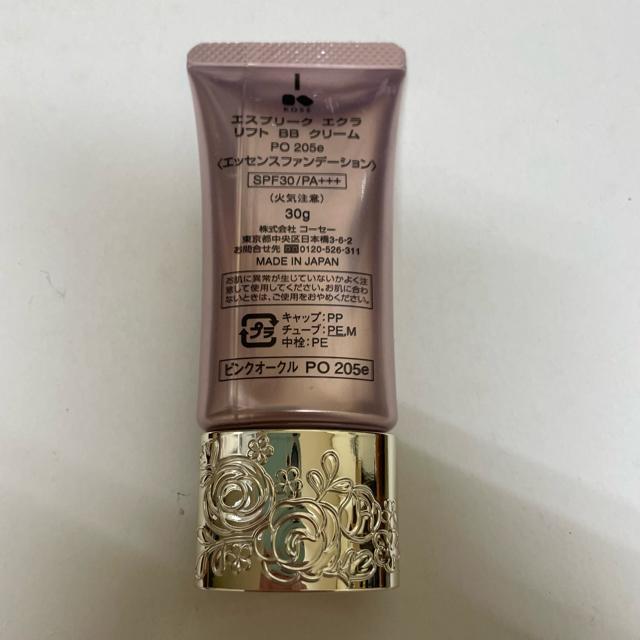 KOSÉ
エスプリーク エクラ
リフト BB クリーム
PO 205e
〈エッセンスファンデーション〉
SPF30/PA+++
(火気注意)
30g
株式会社 コーセー
東京都中央区日本橋3-6-2
お問合せ先 0120-526-311
MADE IN JAPAN
お肌に異常が生じていないかよく注
意して使用してください。お肌に合わ
ないときは、ご使用をおやめください。
プラ
キャップ:PP
チューブ:PE,M
中栓:PE
ピンクオークル PO 205e